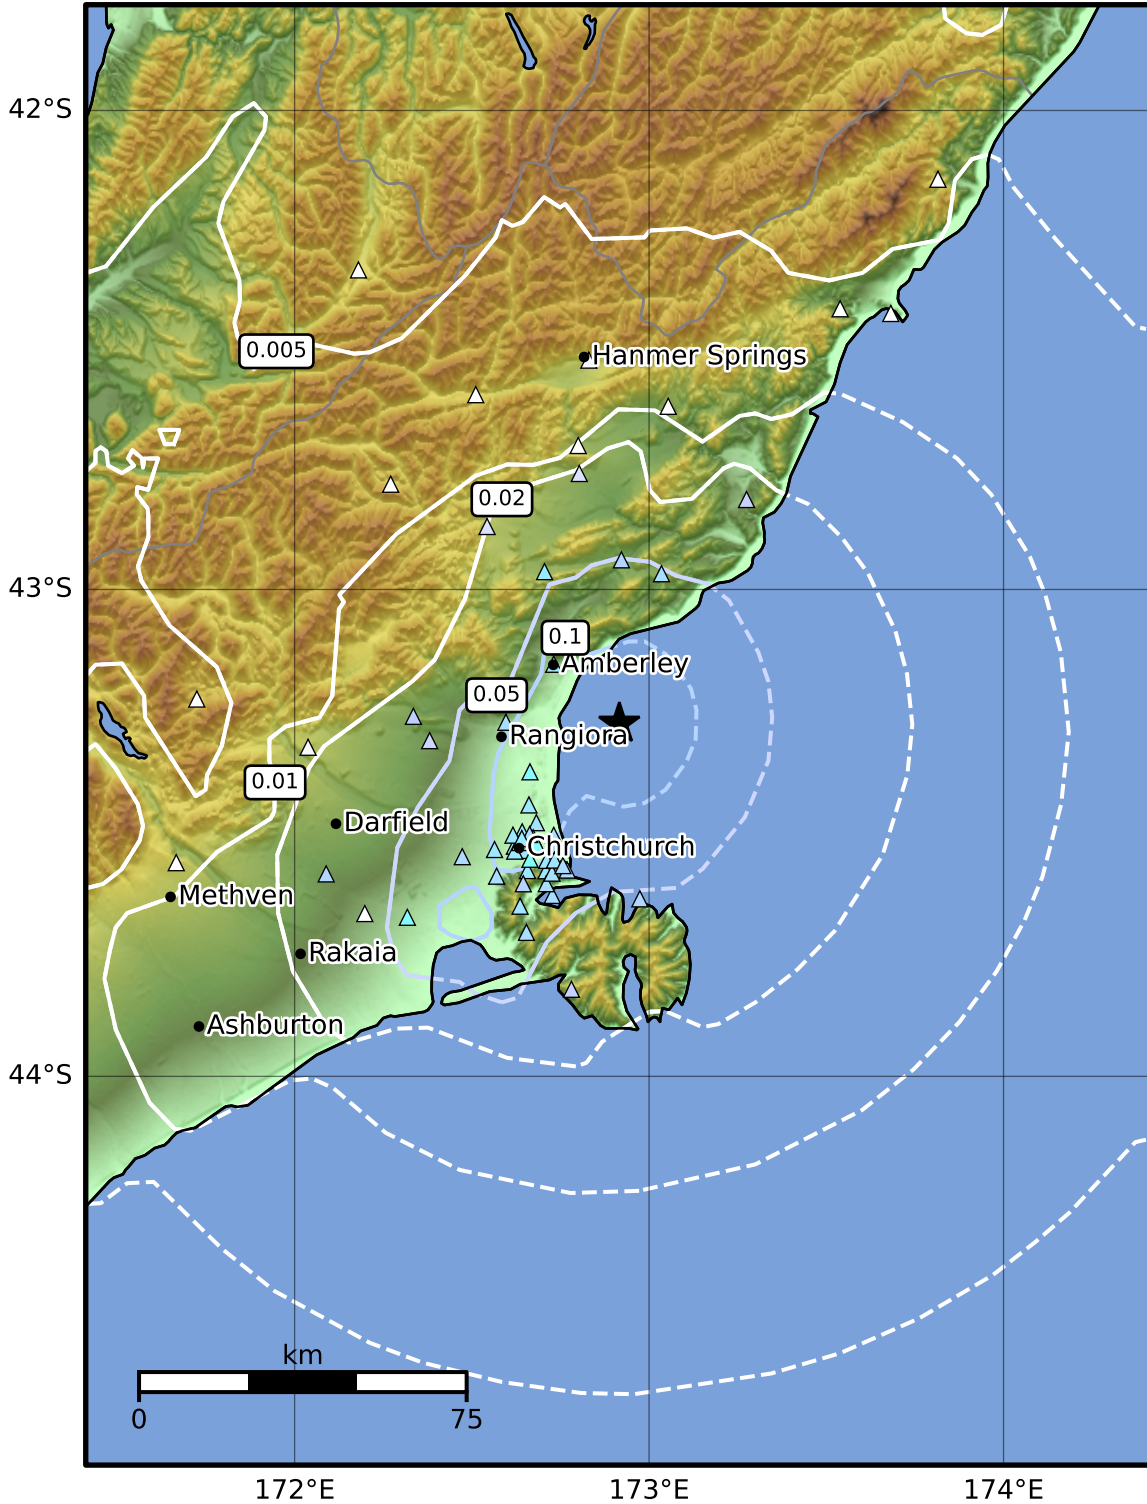 42°S
0.005
Hanmer Springs
0.02
43°S
0.1
Amberley
0.05
Rangiora
0.01
Darfield
Christchurch
Methven
Rakaia
Ashburton
44°S
km
0 75
172°E 173°E 174°E